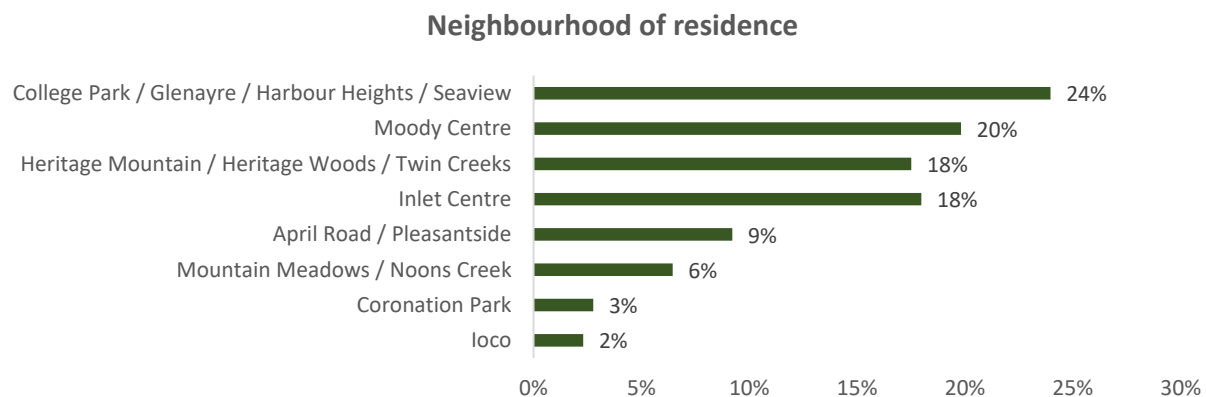 Neighbourhood of residence
College Park / Glenayre / Harbour Heights / Seaview 24%
Moody Centre 20%
Heritage Mountain / Heritage Woods / Twin Creeks 18%
Inlet Centre 18%
April Road / Pleasantside 9%
Mountain Meadows / Noons Creek 6%
Coronation Park 3%
Ioco 2%
0% 5% 10% 15% 20% 25% 30%